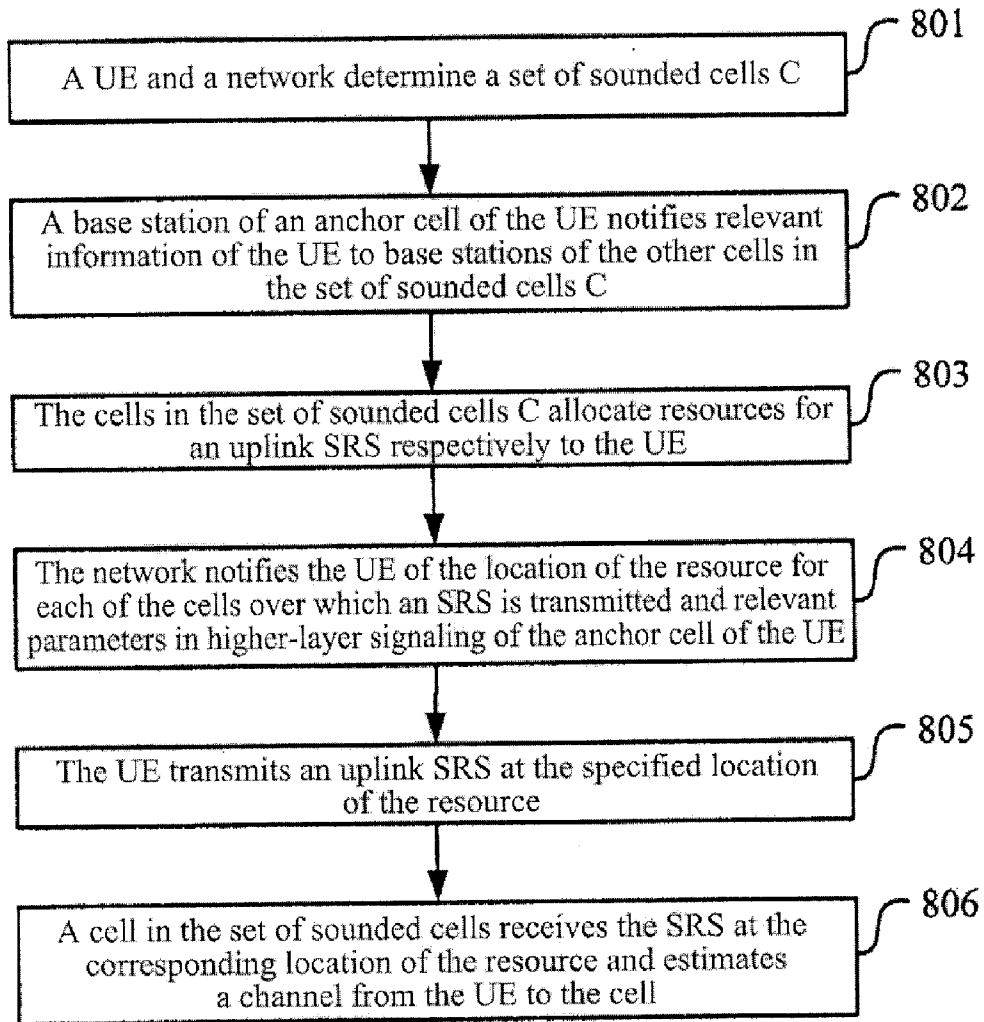 801
A UE and a network determine a set of sounded cells C
802
A base station of an anchor cell of the UE notifies relevant
information of the UE to base stations of the other cells in
the set of sounded cells C
803
The cells in the set of sounded cells C allocate resources for
an uplink SRS respectively to the UE
804
The network notifies the UE of the location of the resource for
each of the cells over which an SRS is transmitted and relevant
parameters in higher-layer signaling of the anchor cell of the UE
805
The UE transmits an uplink SRS at the specified location
of the resource
806
A cell in the set of sounded cells receives the SRS at the
corresponding location of the resource and estimates
a channel from the UE to the cell